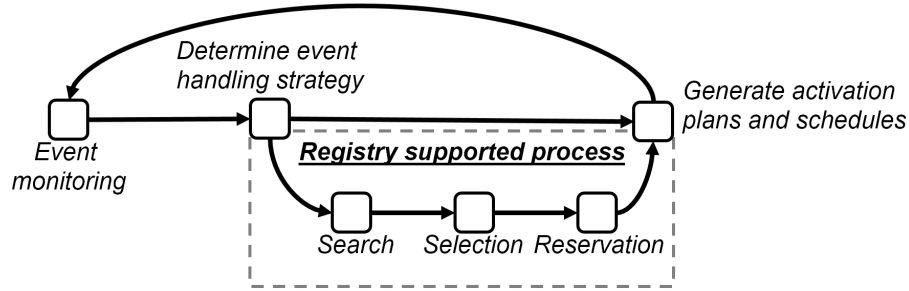 Determine event
handling strategy
Generate activation
plans and schedules
Event
monitoring
Registry supported process
Search
Selection
Reservation